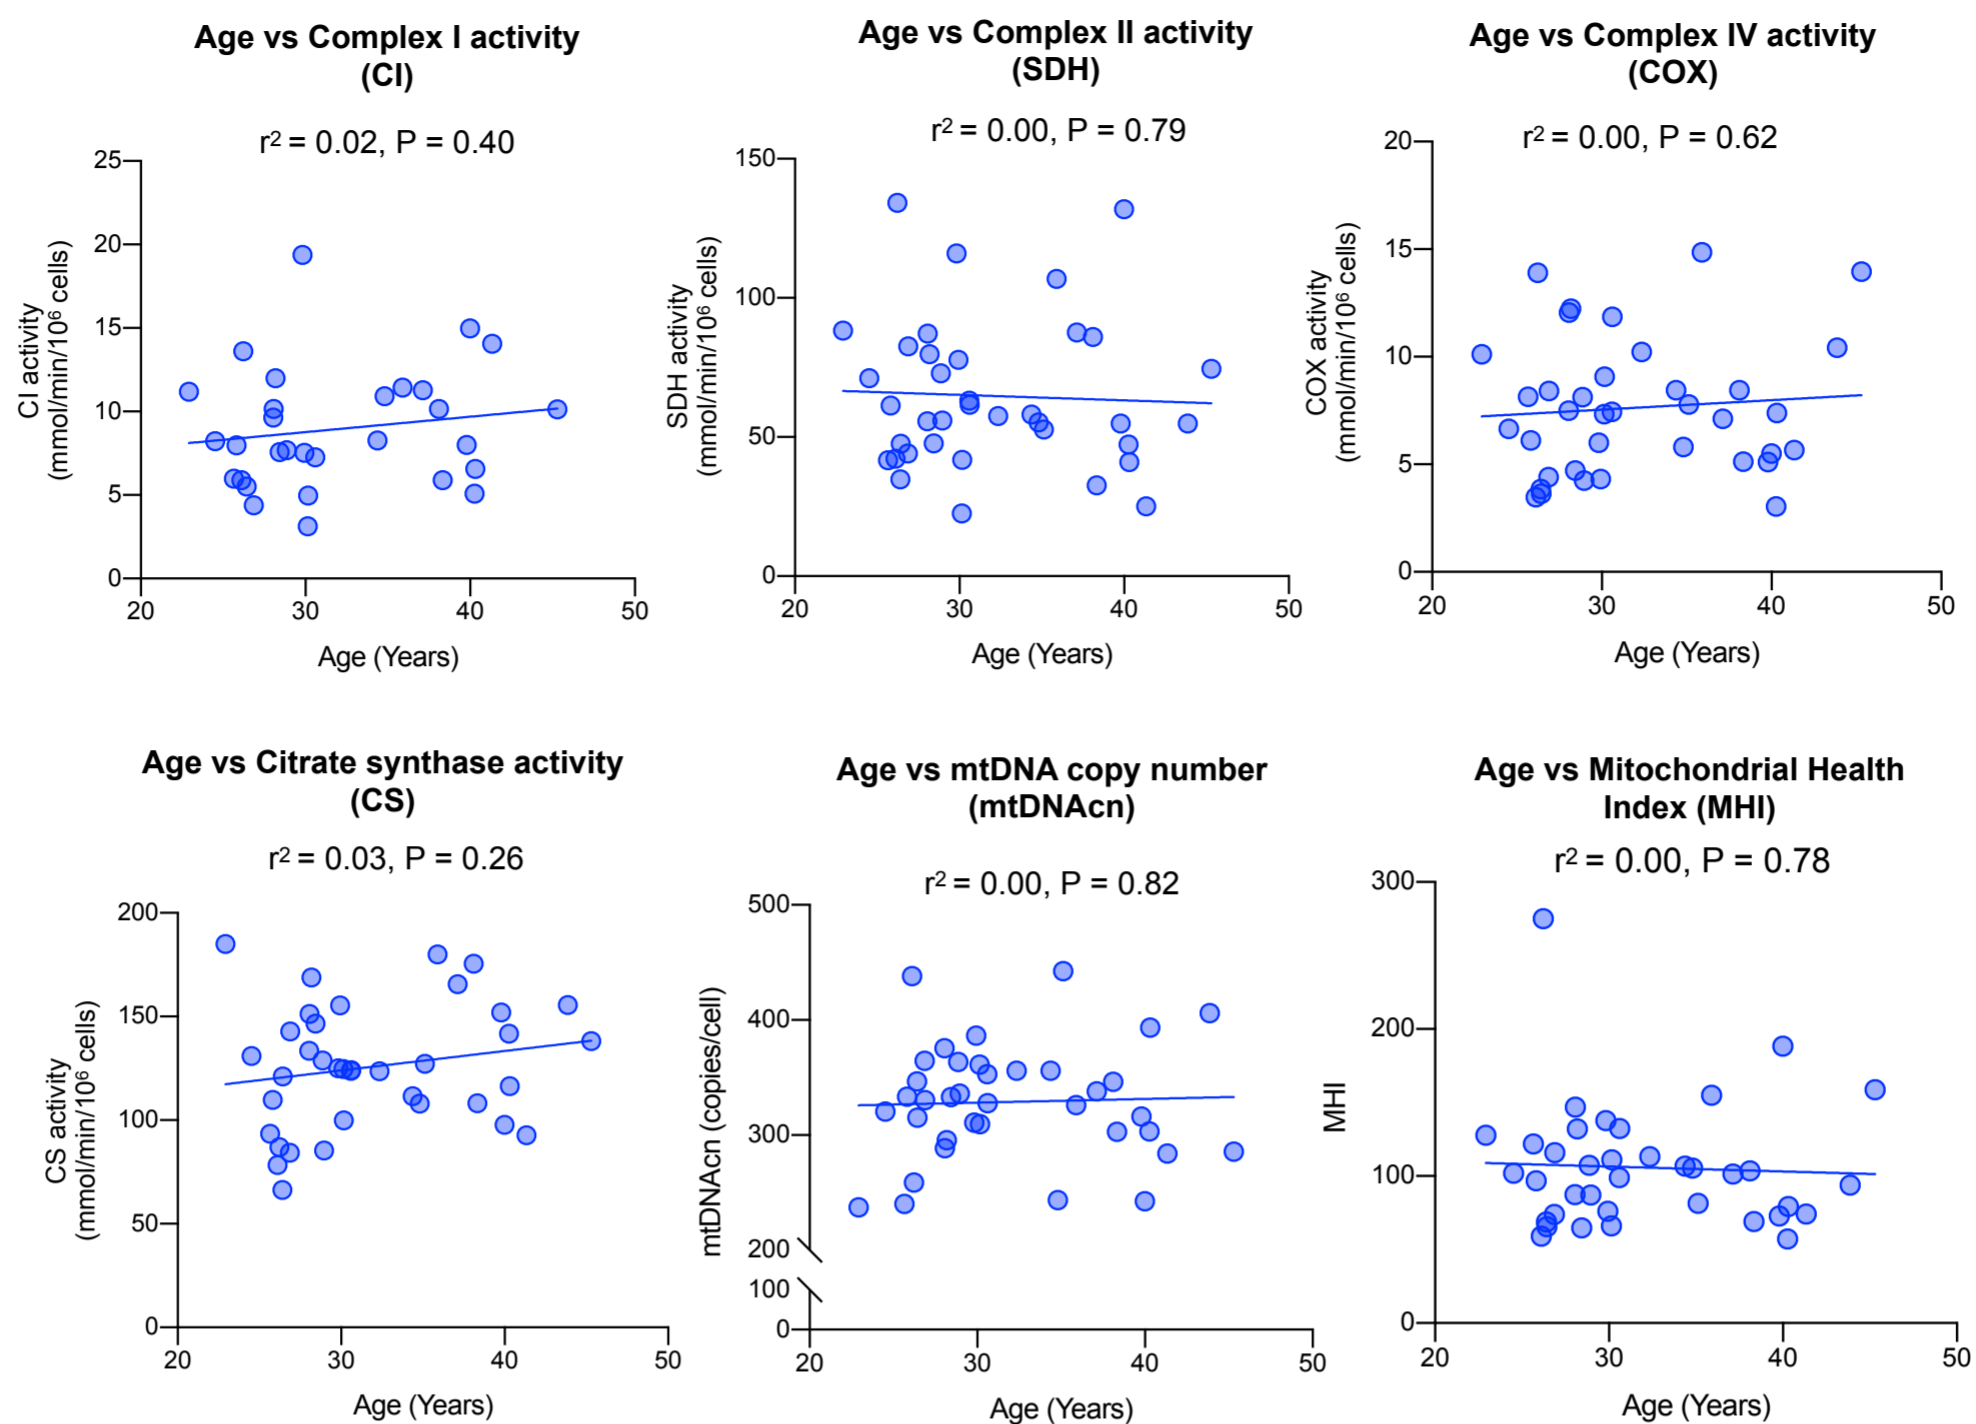 Age vs Complex I activity
(CI)
r² = 0.02, P = 0.40
25
20
15
10
5
0
20 30 40 50
CI activity
(mmol/min/10⁶ cells)
Age (Years)
Age vs Complex II activity
(SDH)
r² = 0.00, P = 0.79
150
100
50
0
20 30 40 50
SDH activity
(mmol/min/10⁶ cells)
Age (Years)
Age vs Complex IV activity
(COX)
r² = 0.00, P = 0.62
20
15
10
5
0
20 30 40 50
COX activity
(mmol/min/10⁶ cells)
Age (Years)
Age vs Citrate synthase activity
(CS)
r² = 0.03, P = 0.26
200
150
100
50
0
20 30 40 50
CS activity
(mmol/min/10⁶ cells)
Age (Years)
Age vs mtDNA copy number
(mtDNAcn)
r² = 0.00, P = 0.82
500
400
300
200
100
0
20 30 40 50
mtDNAcn (copies/cell)
Age (Years)
Age vs Mitochondrial Health
Index (MHI)
r² = 0.00, P = 0.78
300
200
100
0
20 30 40 50
MHI
Age (Years)